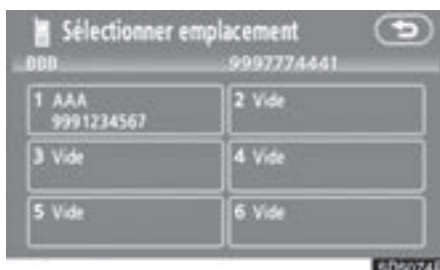 Sélectionner emplacement
BBB 9997774441
1 AAA
9991234567
2 Vide
3 Vide
4 Vide
5 Vide
6 Vide